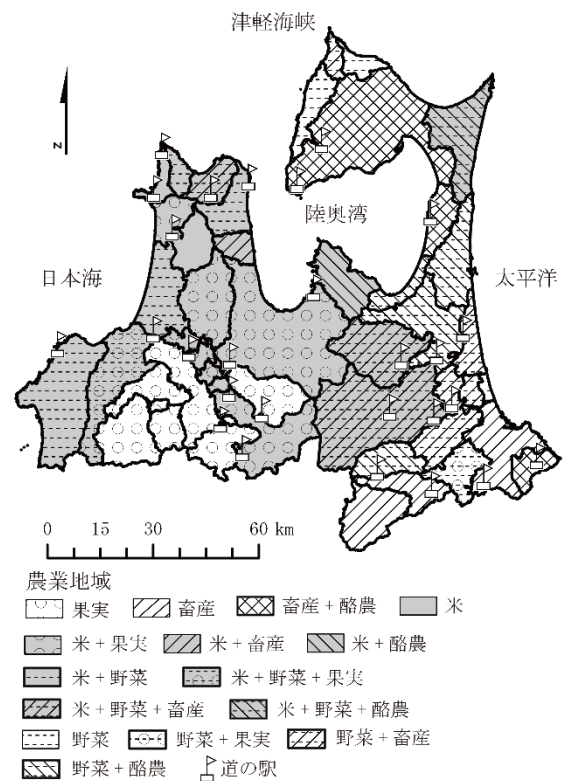 津軽海峡
N
陸奥湾
日本海
太平洋
0 15 30 60 km
農業地域
果実 畜産 畜産+酪農 米
米+果実 米+畜産 米+酪農
米+野菜 米+野菜+果実
米+野菜+畜産 米+野菜+酪農
野菜 野菜+果実 野菜+畜産
野菜+酪農 道の駅